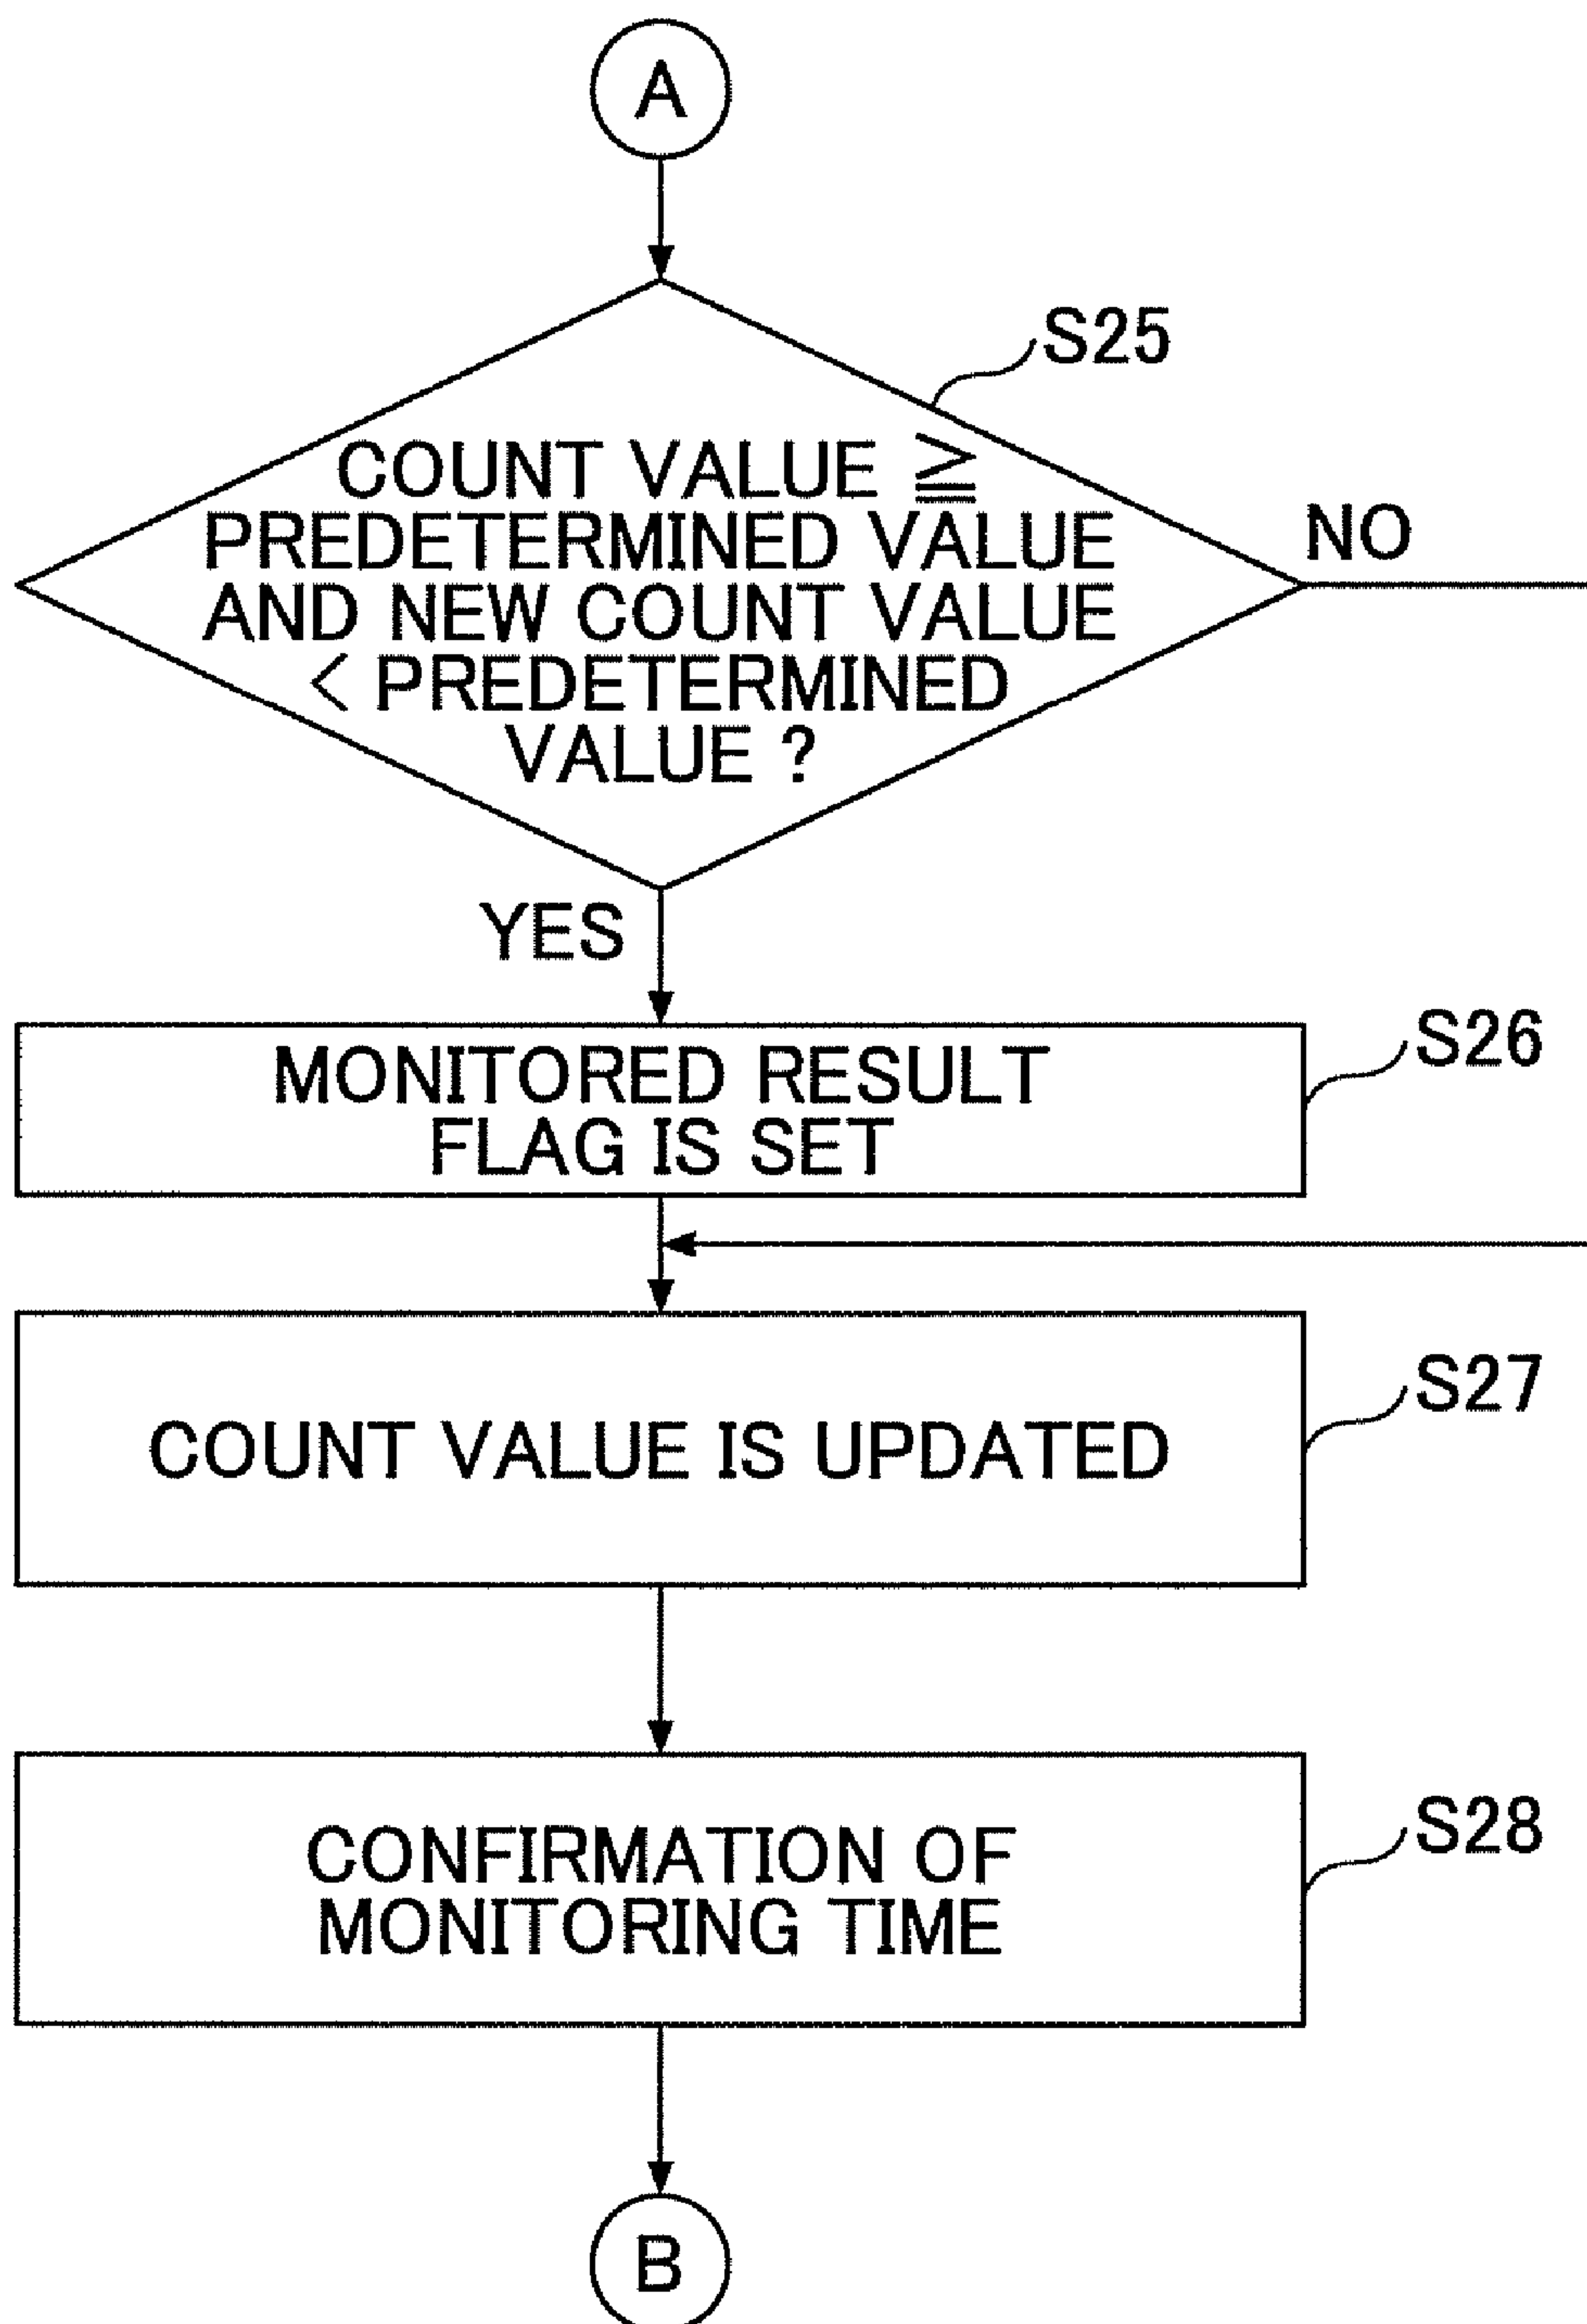 A
S25
COUNT VALUE ≧
PREDETERMINED VALUE
AND NEW COUNT VALUE
< PREDETERMINED
VALUE ?
NO
YES
MONITORED RESULT
FLAG IS SET
S26
COUNT VALUE IS UPDATED
S27
CONFIRMATION OF
MONITORING TIME
S28
B